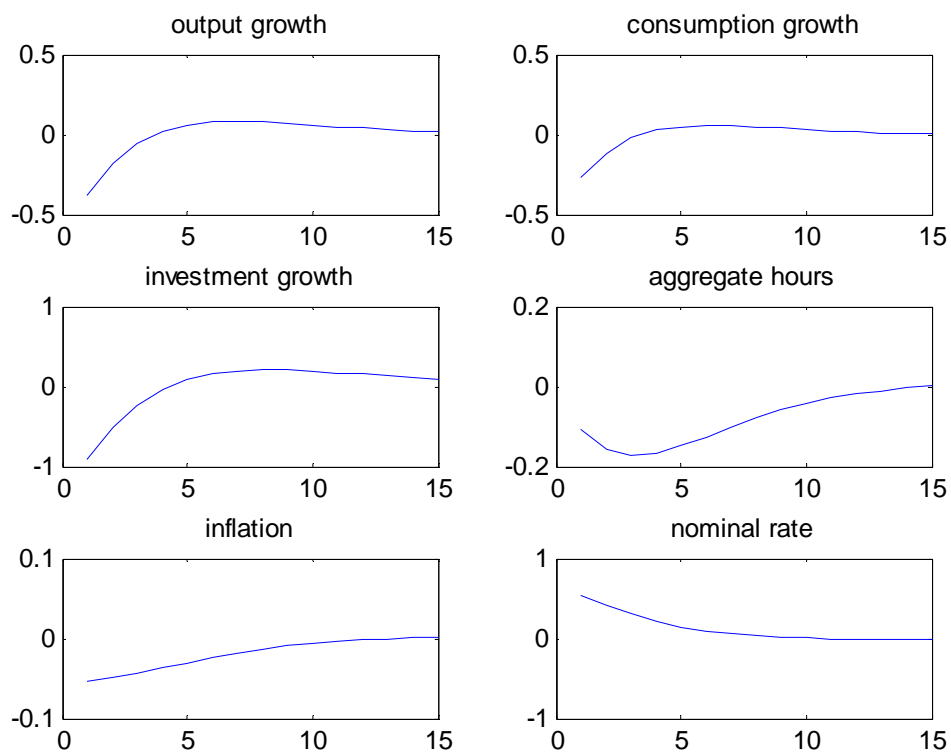 output growth
0.5
0
-0.5
0 5 10 15
consumption growth
0.5
0
-0.5
0 5 10 15
investment growth
1
0
-1
0 5 10 15
aggregate hours
0.2
0
-0.2
0 5 10 15
inflation
0.1
0
-0.1
0 5 10 15
nominal rate
1
0
-1
0 5 10 15